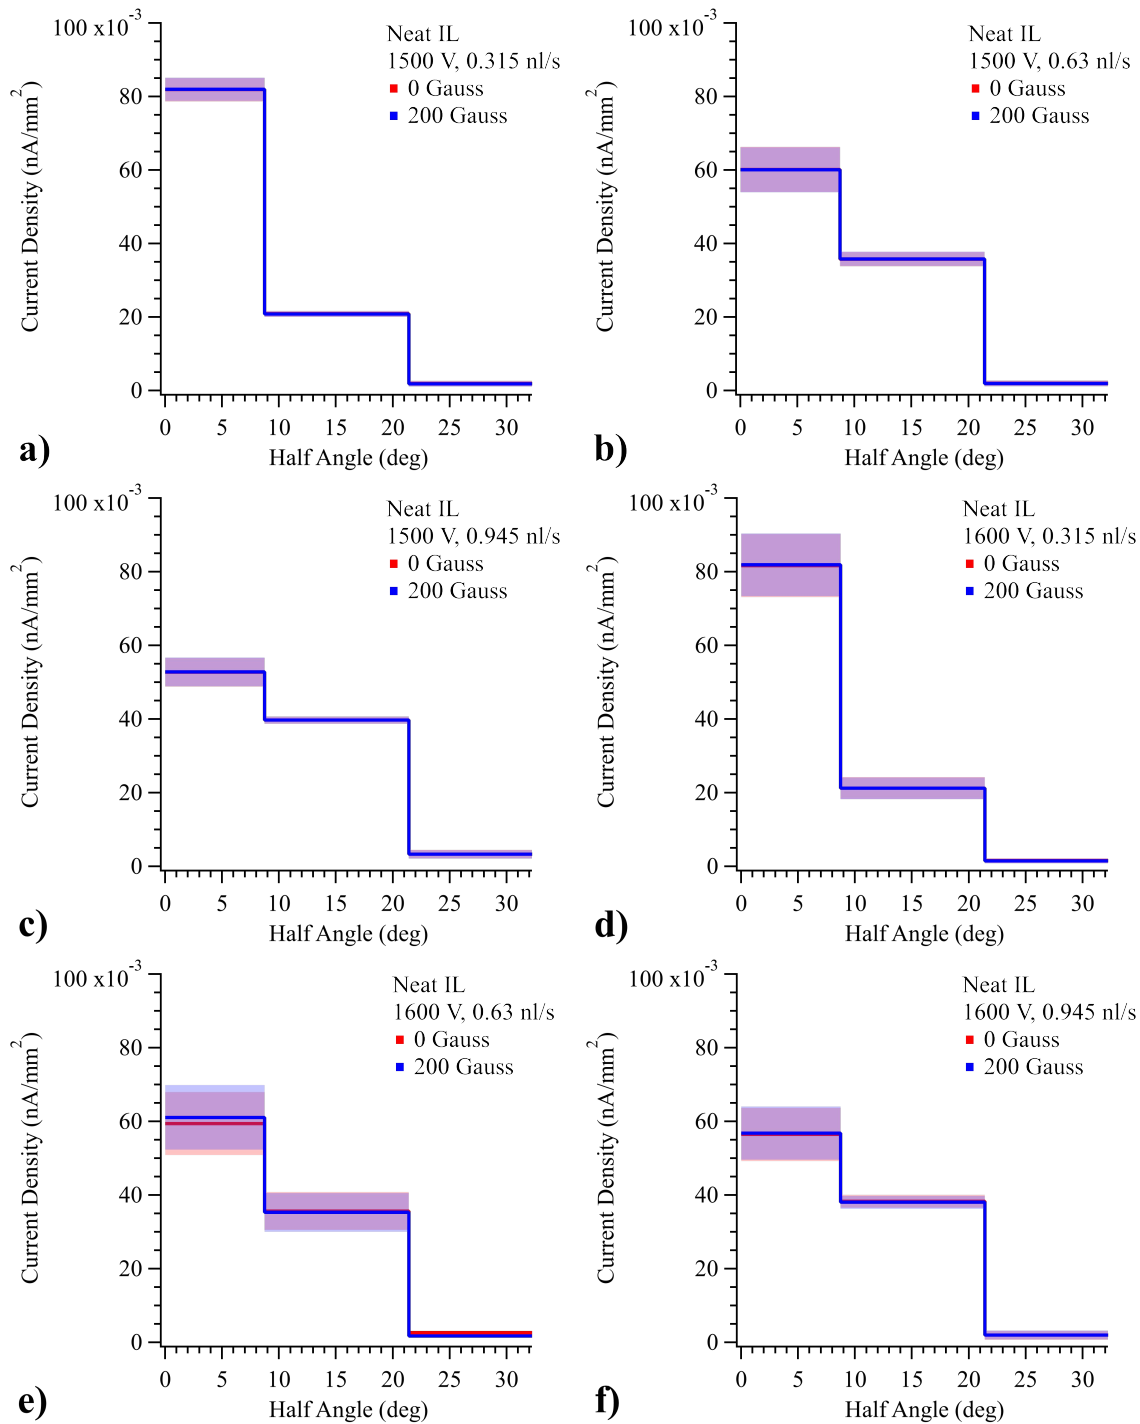 100 x10⁻³
80
60
40
20
0
Current Density (nA/mm²)
0 5 10 15 20 25 30
Half Angle (deg)
Neat IL
1500 V, 0.315 nl/s
0 Gauss
200 Gauss
a)
100 x10⁻³
80
60
40
20
0
Current Density (nA/mm²)
0 5 10 15 20 25 30
Half Angle (deg)
Neat IL
1500 V, 0.63 nl/s
0 Gauss
200 Gauss
b)
100 x10⁻³
80
60
40
20
0
Current Density (nA/mm²)
0 5 10 15 20 25 30
Half Angle (deg)
Neat IL
1500 V, 0.945 nl/s
0 Gauss
200 Gauss
c)
100 x10⁻³
80
60
40
20
0
Current Density (nA/mm²)
0 5 10 15 20 25 30
Half Angle (deg)
Neat IL
1600 V, 0.315 nl/s
0 Gauss
200 Gauss
d)
100 x10⁻³
80
60
40
20
0
Current Density (nA/mm²)
0 5 10 15 20 25 30
Half Angle (deg)
Neat IL
1600 V, 0.63 nl/s
0 Gauss
200 Gauss
e)
100 x10⁻³
80
60
40
20
0
Current Density (nA/mm²)
0 5 10 15 20 25 30
Half Angle (deg)
Neat IL
1600 V, 0.945 nl/s
0 Gauss
200 Gauss
f)